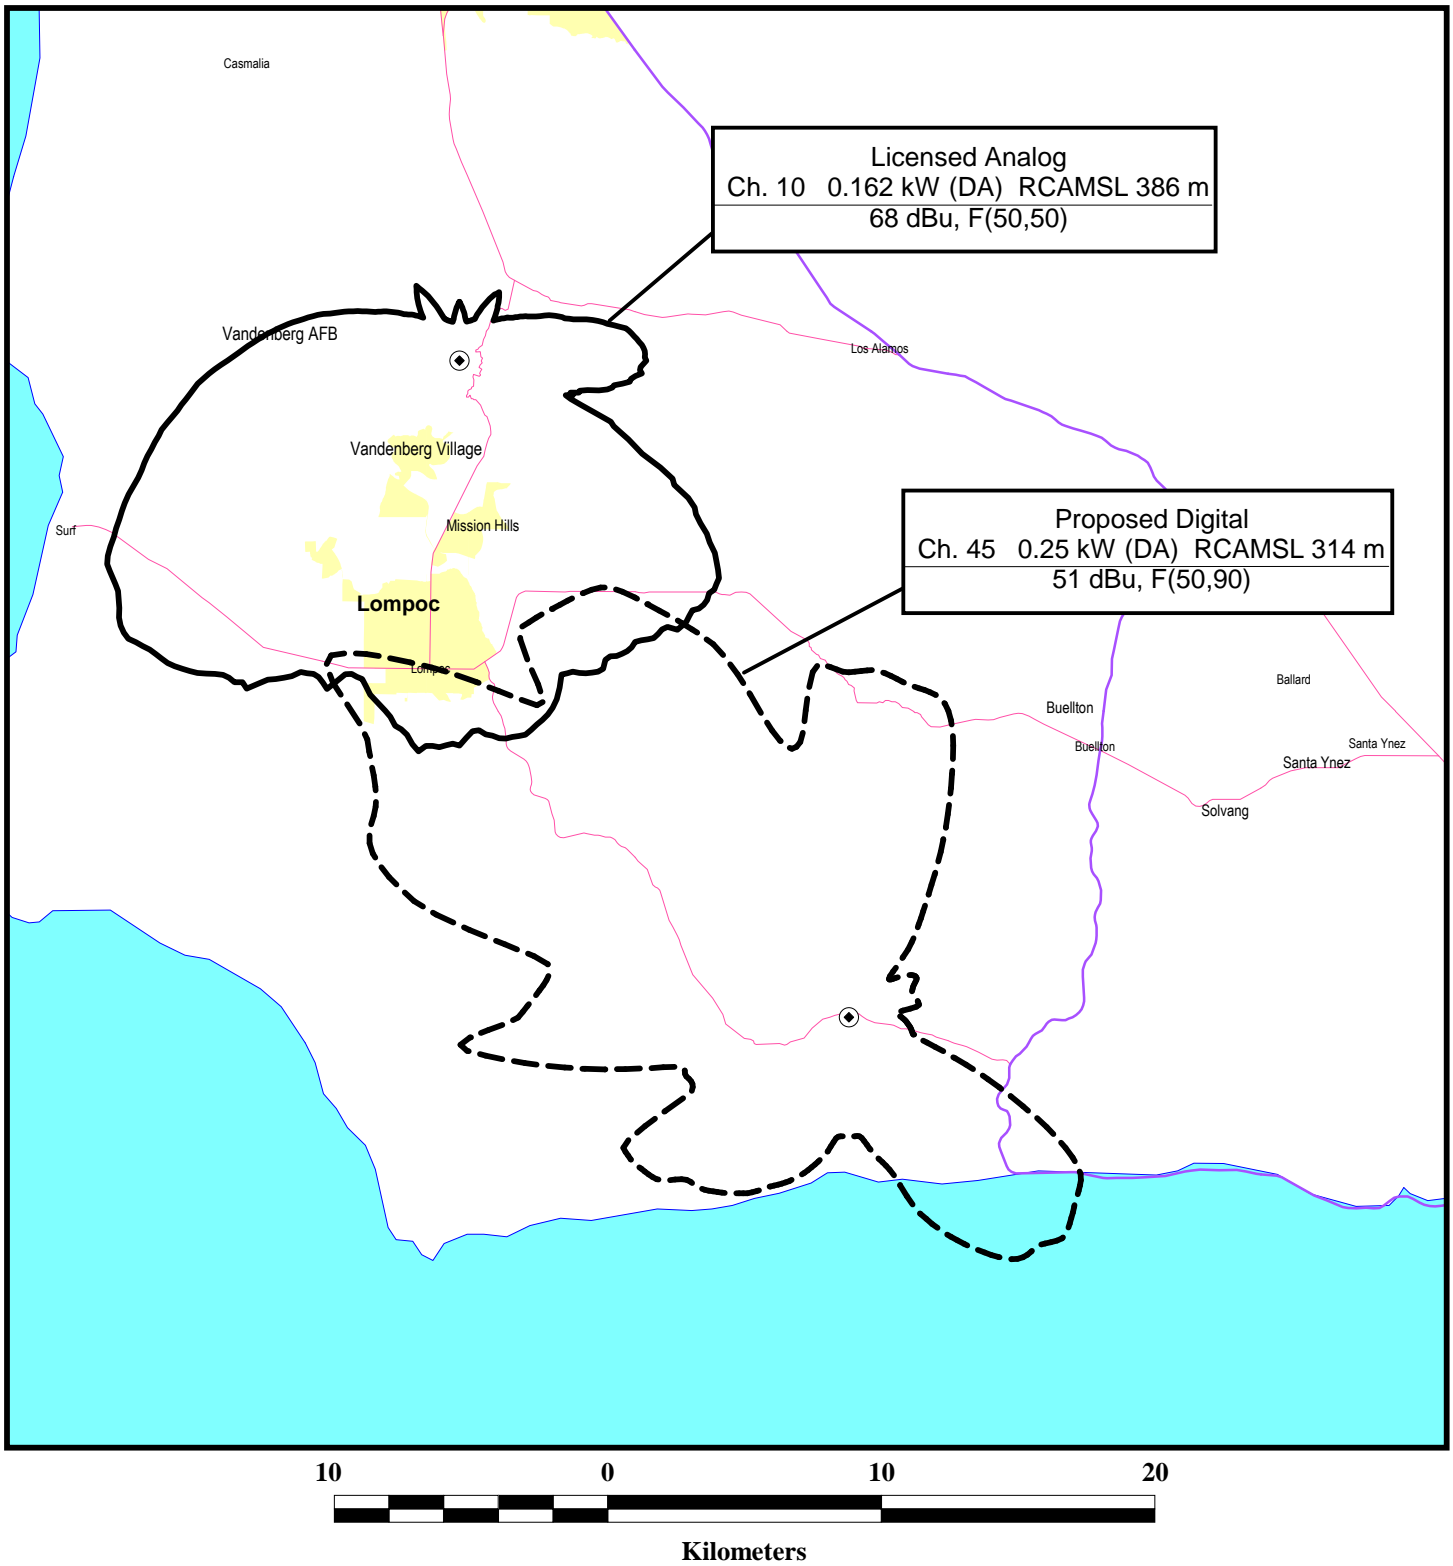 Casmalia
Licensed Analog
Ch. 10 0.162 kW (DA) RCAMSL 386 m
68 dBu, F(50,50)
Vandenberg AFB
Los Alamos
Vandenberg Village
Mission Hills
Surf
Proposed Digital
Ch. 45 0.25 kW (DA) RCAMSL 314 m
51 dBu, F(50,90)
Lompoc
Lompoc
Ballard
Buellton
Buellton
Santa Ynez
Santa Ynez
Solvang
10 0 10 20
Kilometers